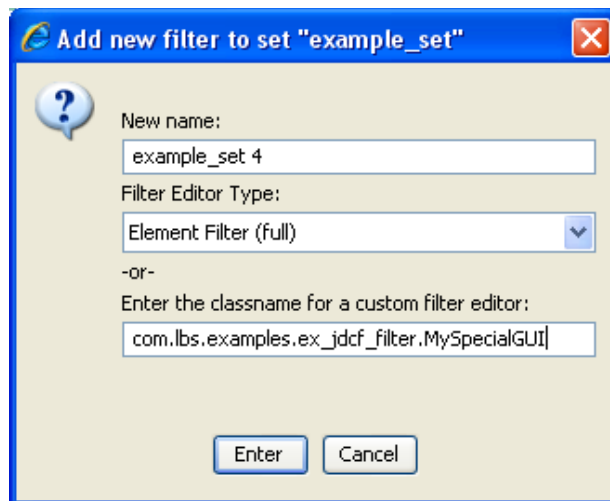 Add new filter to set "example_set"
New name:
example_set 4
Filter Editor Type:
Element Filter (full)
-or-
Enter the classname for a custom filter editor:
com.lbs.examples.ex_jdcf_filter.MySpecialGUI
Enter Cancel